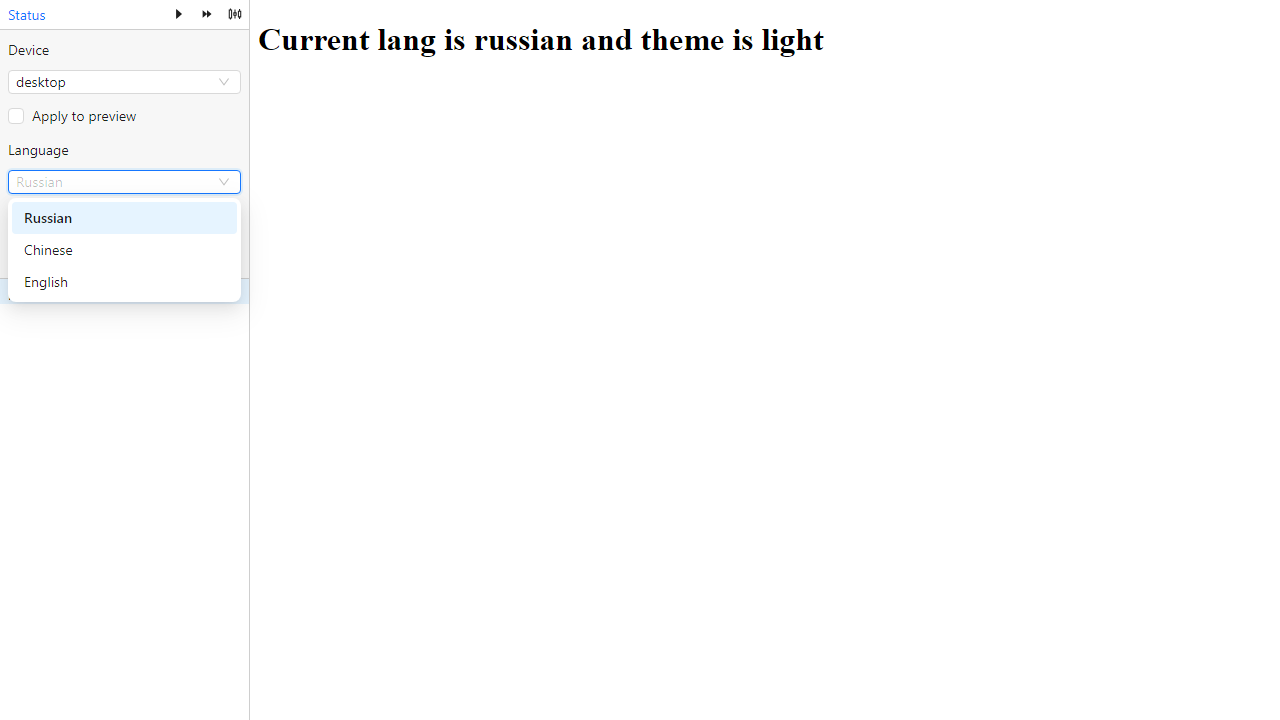 Status
Device
desktop
Apply to preview
Language
Russian
Russian
Chinese
English
Current lang is russian and theme is light